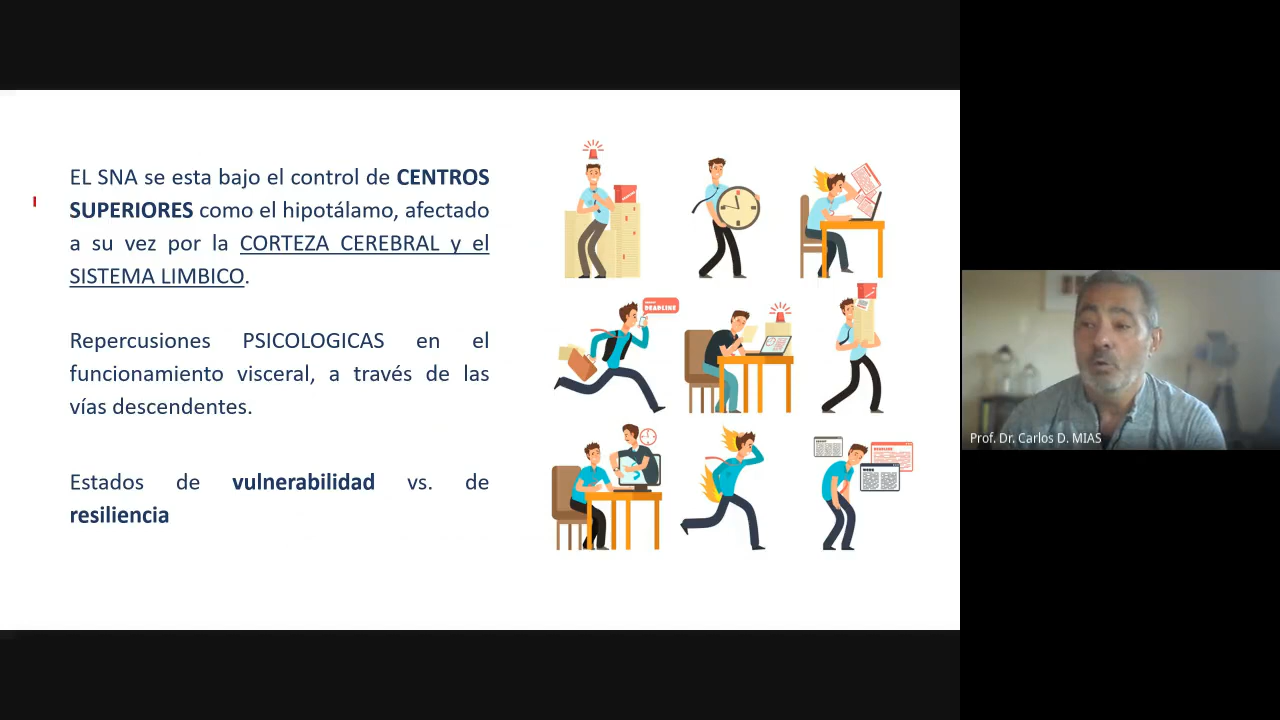 EL SNA se esta bajo el control de CENTROS
SUPERIORES como el hipotálamo, afectado
a su vez por la CORTEZA CEREBRAL y el
SISTEMA LIMBICO.
Repercusiones PSICOLOGICAS en el
funcionamiento visceral, a través de las
vías descendentes.
Estados de vulnerabilidad vs. de
resiliencia
DEADLINE
Prof. Dr. Carlos D. MIAS